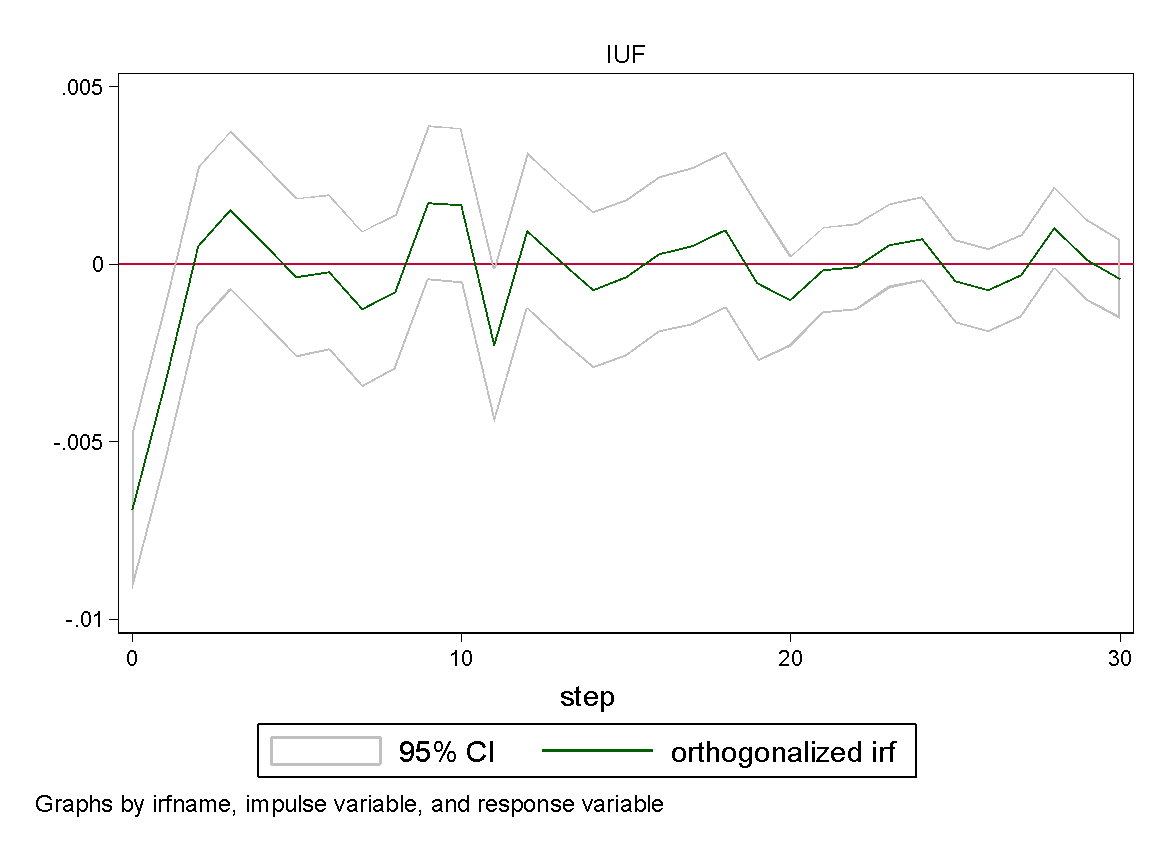 IUF
.005
0
-.005
-.01
0 10 20 30
step
95% CI orthogonalized irf
Graphs by irfname, impulse variable, and response variable